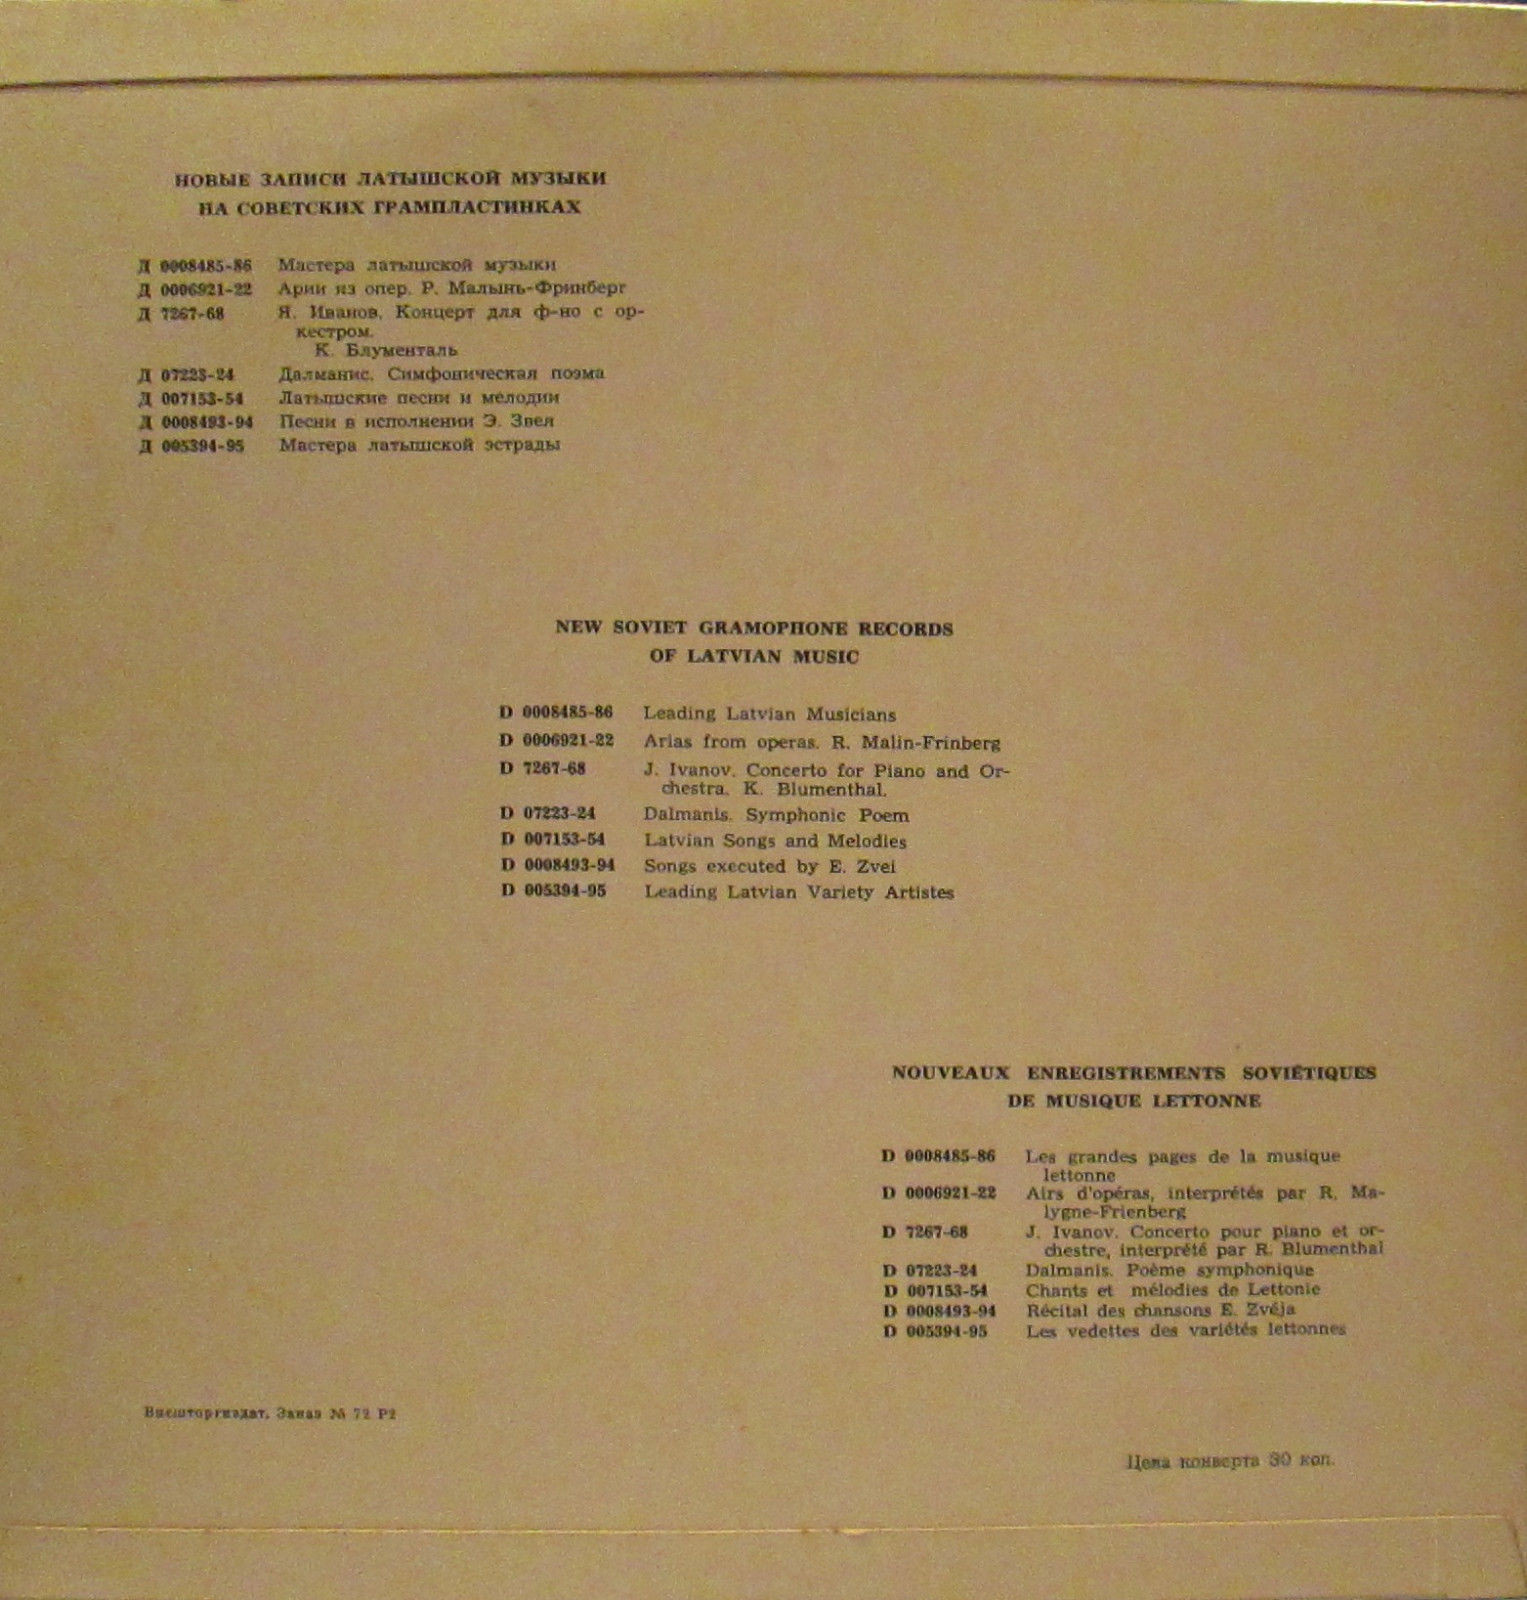 НОВЫЕ ЗАПИСИ ЛАТЫШСКОЙ МУЗЫКИ
НА СОВЕТСКИХ ГРАМПЛАСТИНКАХ
Д 0008485-86 Мастера латышской музыки
Д 0006921-22 Арии из опер. Р. Малынь-Фринберг
Д 7267-68 Я. Иванов. Концерт для ф-но с ор-
кестром.
К. Блументаль
Д 07223-24 Далманис. Симфоническая поэма
Д 007153-54 Латышские песни и мелодии
Д 0008493-94 Песни в исполнении Э. Звея
Д 005394-95 Мастера латышской эстрады
NEW SOVIET GRAMOPHONE RECORDS
OF LATVIAN MUSIC
D 0008485-86 Leading Latvian Musicians
D 0006921-22 Arias from operas. R. Malin-Frinberg
D 7267-68 J. Ivanov. Concerto for Piano and Or-
chestra. K. Blumenthal.
D 07223-24 Dalmanis. Symphonic Poem
D 007153-54 Latvian Songs and Melodies
D 0008493-94 Songs executed by E. Zvei
D 005394-95 Leading Latvian Variety Artistes
NOUVEAUX ENREGISTREMENTS SOVIÉTIQUES
DE MUSIQUE LETTONNE
D 0008485-86 Les grandes pages de la musique
lettonne
D 0006921-22 Airs d'opéras, interprétés par R. Ma-
lygne-Frienberg
D 7267-68 J. Ivanov. Concerto pour piano et or-
chestre, interprété par R. Blumenthal
D 07223-24 Dalmanis. Poème symphonique
D 007153-54 Chants et mélodies de Lettonie
D 0008493-94 Récital des chansons E. Zvéja
D 005394-95 Les vedettes des variétés lettonnes
Внешторгиздат. Заказ № 72 Р2
Цена конверта 30 коп.